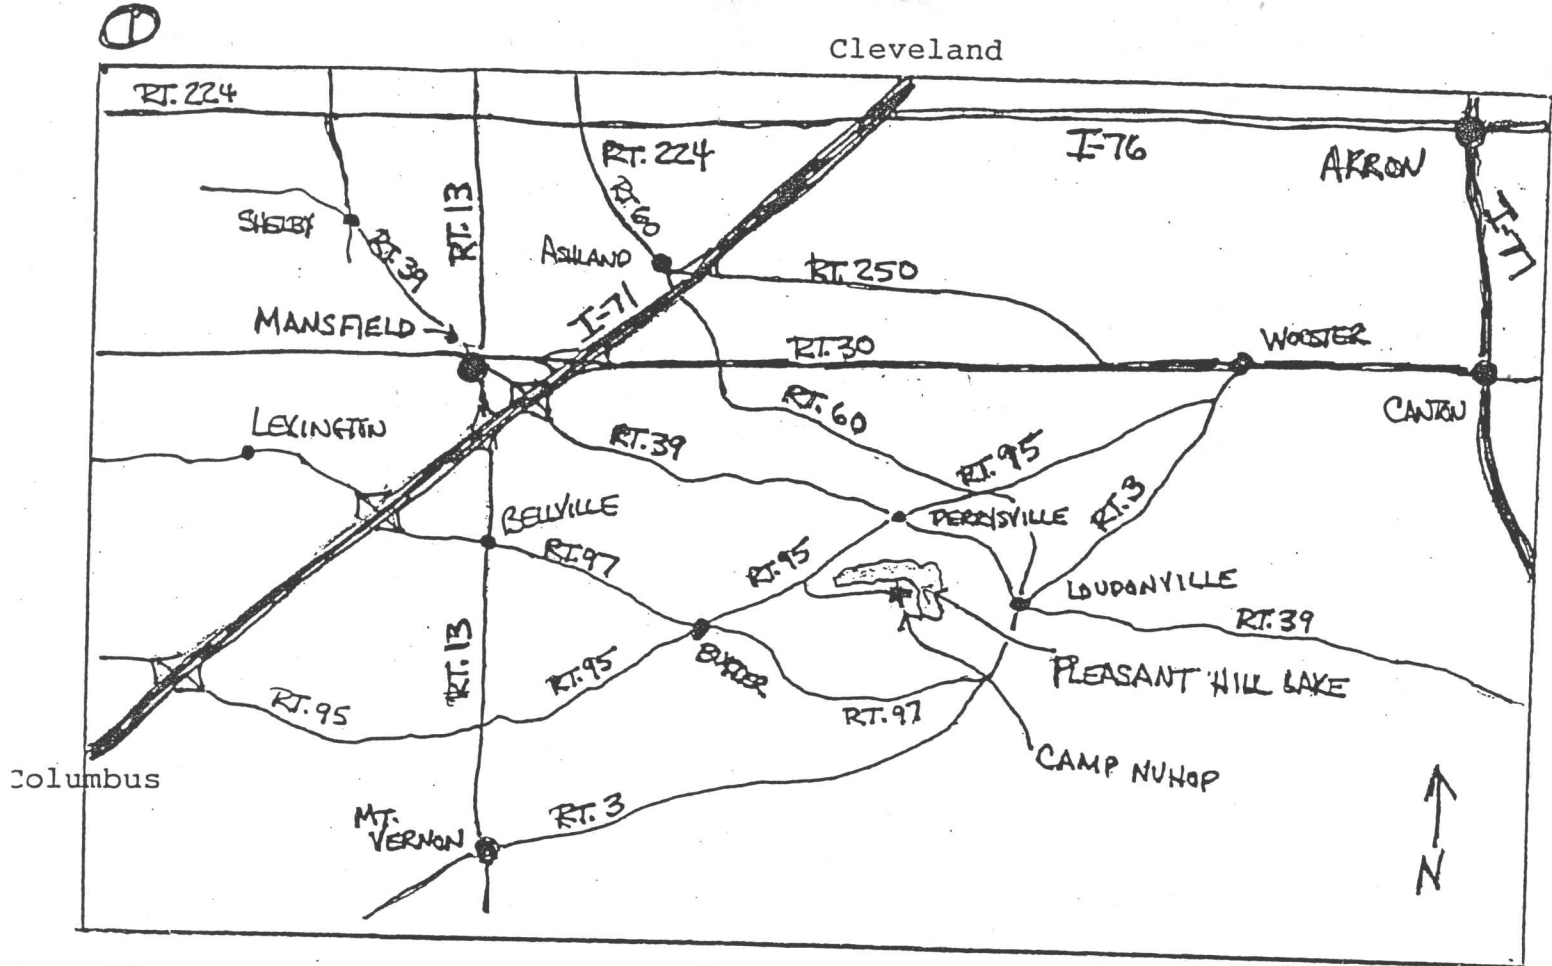 1
Cleveland
RT. 224
I-76
AKRON
RT. 224
RT. 13
RT. 60
I-77
SHELBY
RT. 39
ASHLAND
RT. 250
MANSFIELD
I-71
RT. 30
WOOSTER
CANTON
LEXINGTON
RT. 60
RT. 39
RT. 95
RT. 3
BELLVILLE
PERRYSVILLE
RT. 97
RT. 95
LOUDONVILLE
RT. 39
RT. 13
RT. 95
BUTLER
PLEASANT HILL LAKE
RT. 95
RT. 97
CAMP NUHOP
Columbus
MT.
VERNON
RT. 3
N